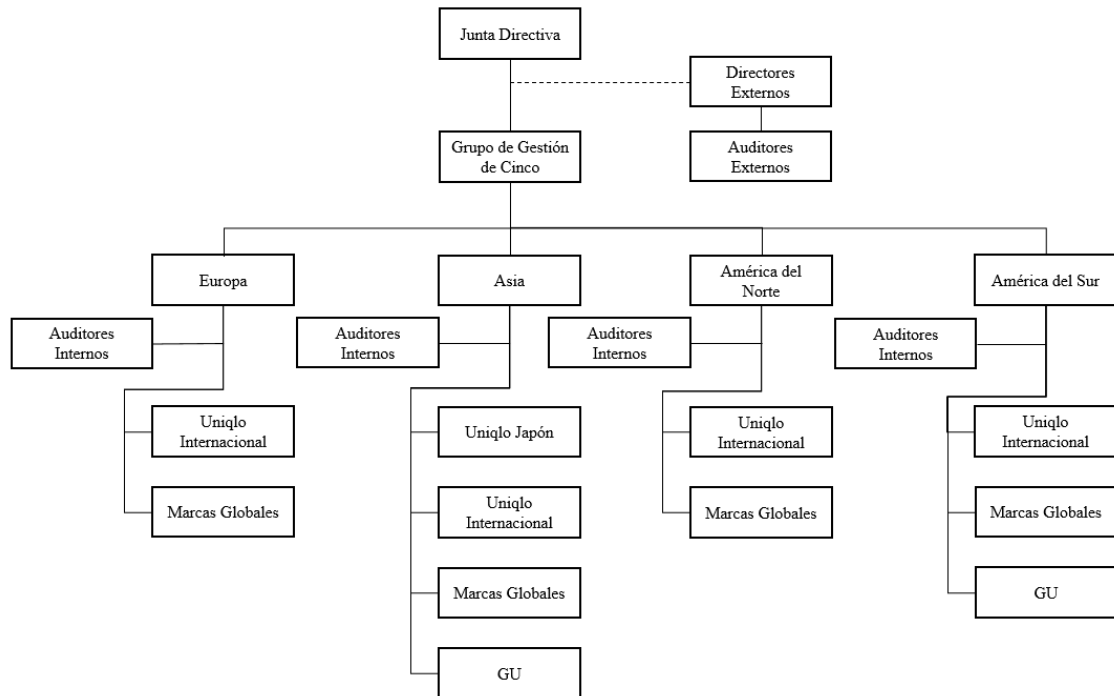 Junta Directiva
Directores
Externos
Grupo de Gestión
de Cinco
Auditores
Externos
Europa
Asia
América del
Norte
América del Sur
Auditores
Internos
Auditores
Internos
Auditores
Internos
Auditores
Internos
Uniqlo
Internacional
Uniqlo Japón
Uniqlo
Internacional
Uniqlo
Internacional
Marcas Globales
Uniqlo
Internacional
Marcas Globales
Marcas Globales
Marcas Globales
GU
GU